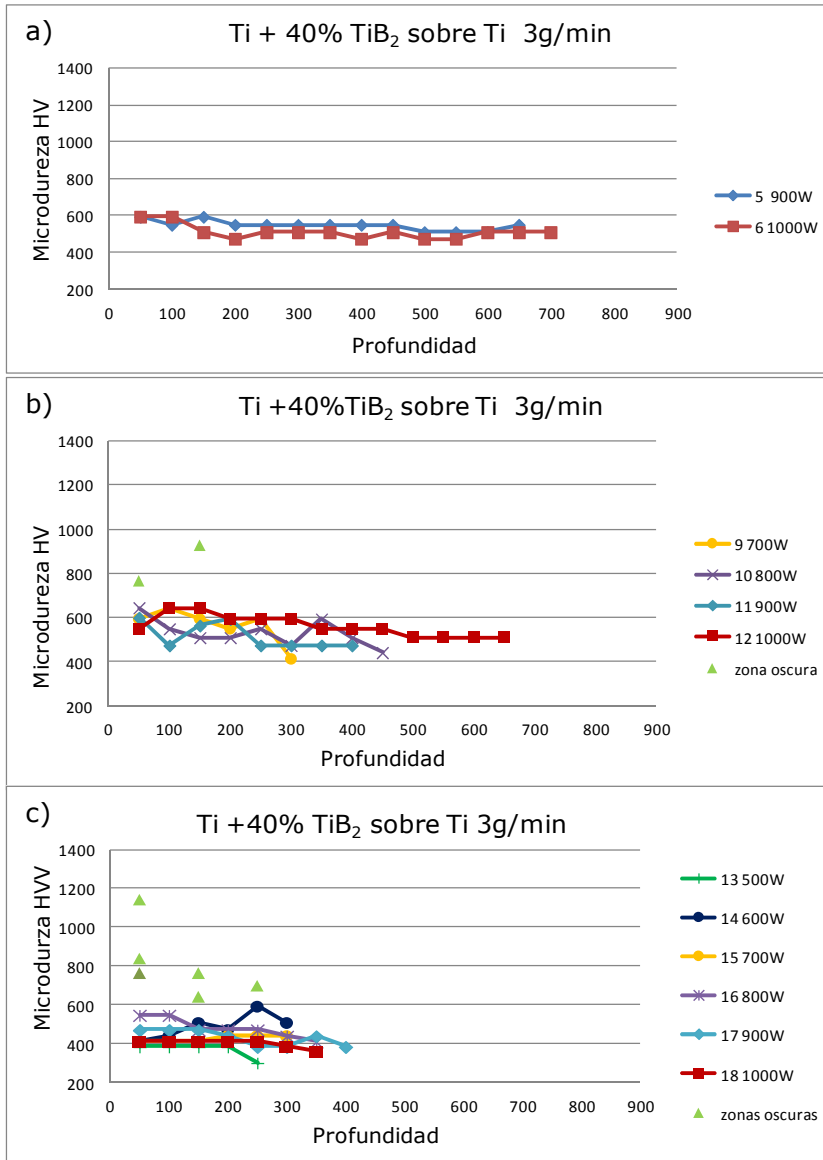 a)
Ti + 40% TiB₂ sobre Ti 3g/min
1400
1200
1000
800
600
400
200
Microdureza HV
0 100 200 300 400 500 600 700 800 900
Profundidad
5 900W
6 1000W
b)
Ti +40%TiB₂ sobre Ti 3g/min
1400
1200
1000
800
600
400
200
Microdureza HV
0 100 200 300 400 500 600 700 800 900
Profundidad
9 700W
10 800W
11 900W
12 1000W
zona oscura
c)
Ti +40% TiB₂ sobre Ti 3g/min
1400
1200
1000
800
600
400
200
Microdurza HVV
0 100 200 300 400 500 600 700 800 900
Profundidad
13 500W
14 600W
15 700W
16 800W
17 900W
18 1000W
zonas oscuras